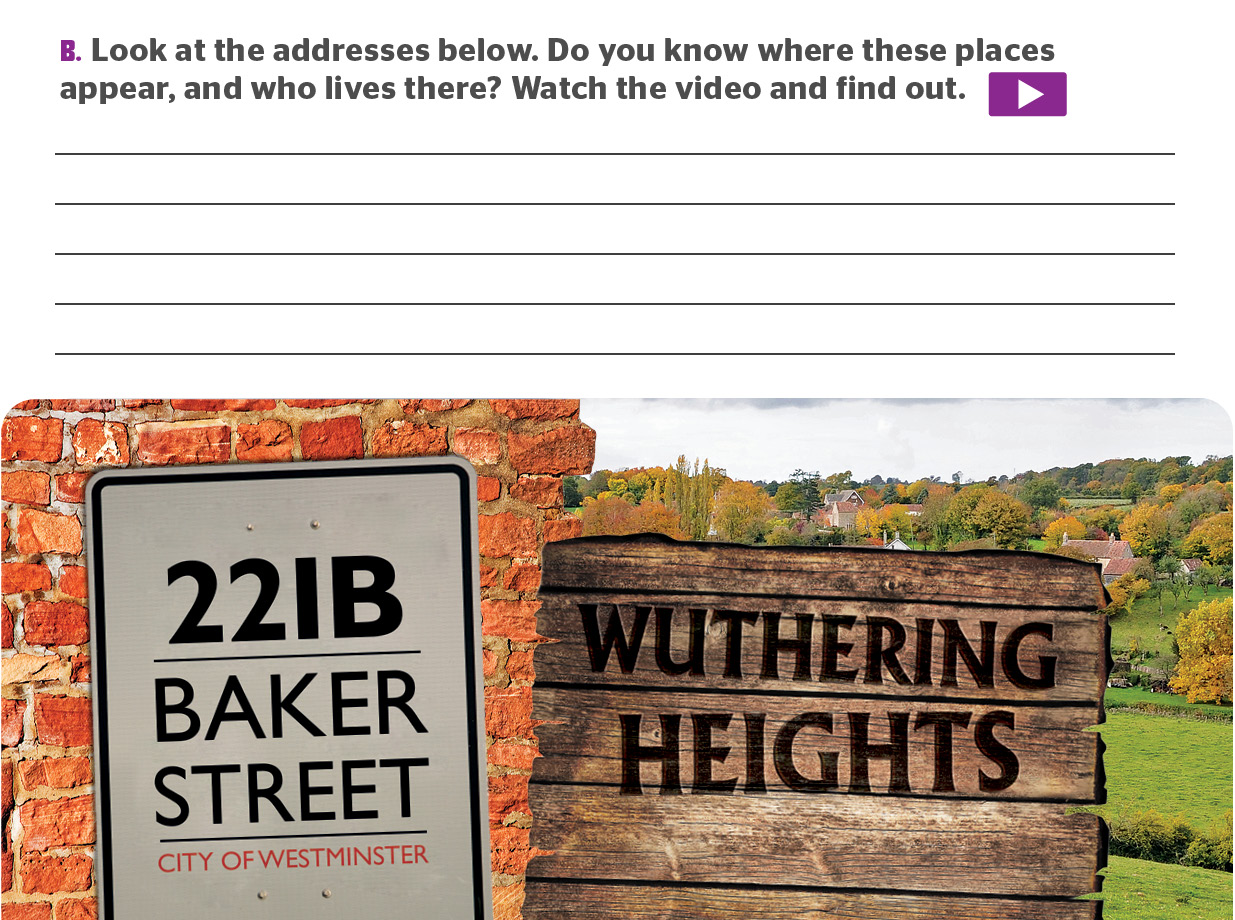 B. Look at the addresses below. Do you know where these places
appear, and who lives there? Watch the video and find out.
221B
BAKER
STREET
CITY OF WESTMINSTER
WUTHERING
HEIGHTS